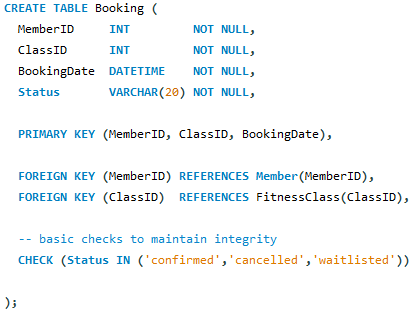 CREATE TABLE Booking (
  MemberID     INT         NOT NULL,
  ClassID      INT         NOT NULL,
  BookingDate  DATETIME    NOT NULL,
  Status       VARCHAR(20) NOT NULL,
  PRIMARY KEY (MemberID, ClassID, BookingDate),
  FOREIGN KEY (MemberID) REFERENCES Member(MemberID),
  FOREIGN KEY (ClassID)  REFERENCES FitnessClass(ClassID),
  -- basic checks to maintain integrity
  CHECK (Status IN ('confirmed','cancelled','waitlisted'))
);